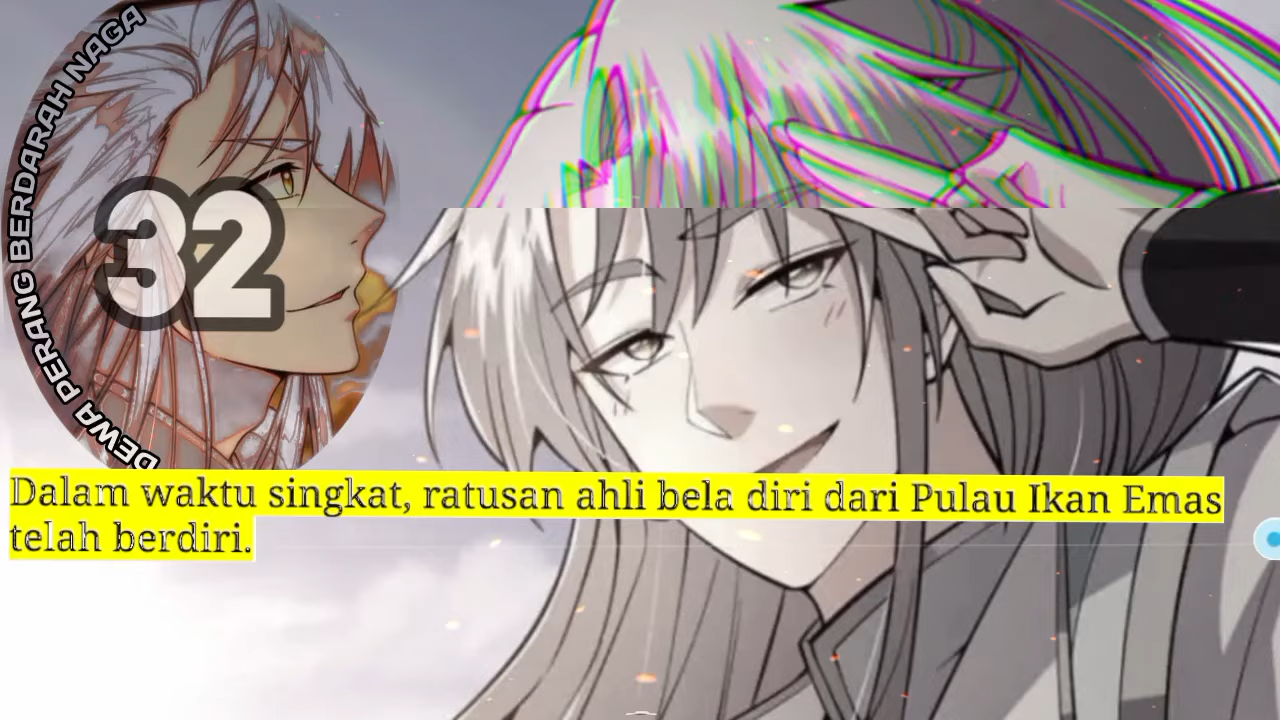 DEWA PERANG BERDARAH NAGA
32
Dalam waktu singkat, ratusan ahli bela diri dari Pulau Ikan Emas
telah berdiri.